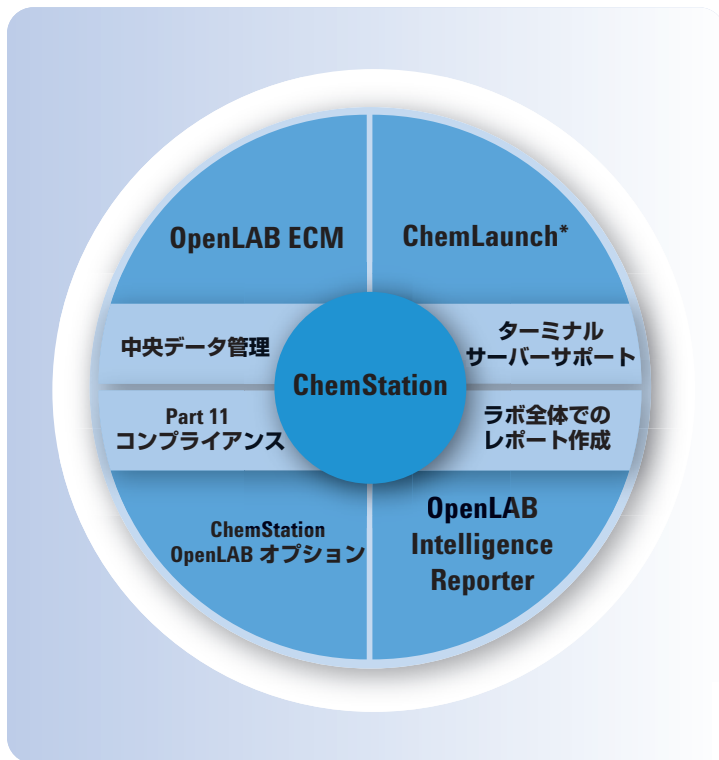 OpenLAB ECM
ChemLaunch*
中央データ管理
ターミナル
サーバーサポート
ChemStation
Part 11
コンプライアンス
ラボ全体での
レポート作成
ChemStation
OpenLAB オプション
OpenLAB
Intelligence
Reporter